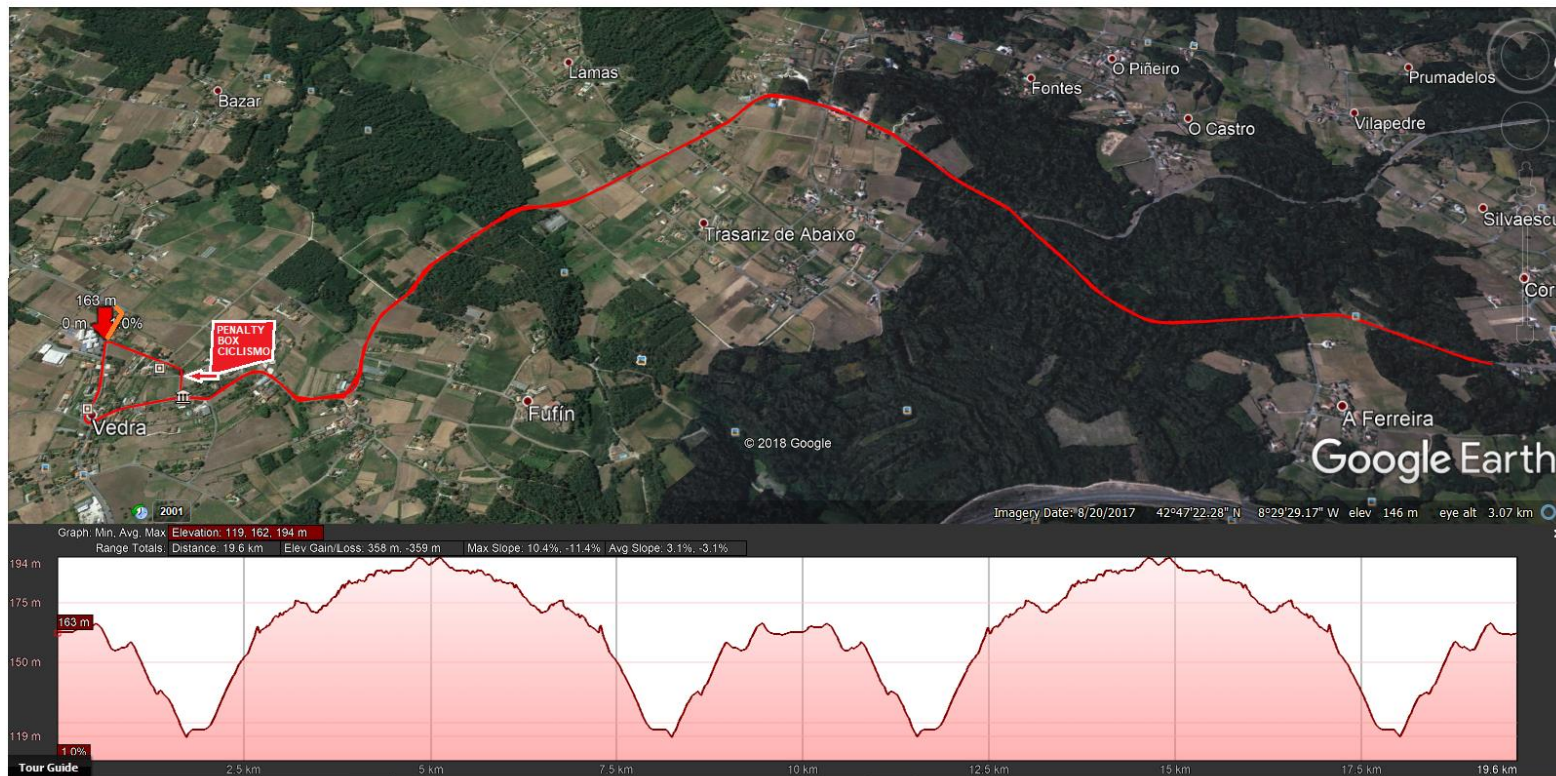 Lamas
O Piñeiro
Prumadelos
Fontes
Bazar
O Castro
Vilapedre
Silvaescu
Trasariz de Abaixo
Còr
163 m
0 m
.0%
PENALTY
BOX
CICLISMO
Vedra
Fufín
A Ferreira
© 2018 Google
Google Earth
2001
Imagery Date: 8/20/2017 42°47'22.28" N 8°29'29.17" W elev 146 m eye alt 3.07 km
Graph: Min, Avg, Max Elevation: 119, 162, 194 m
Range Totals: Distance: 19.6 km Elev Gain/Loss: 358 m, -359 m Max Slope: 10.4%, -11.4% Avg Slope: 3.1%, -3.1%
194 m
175 m
163 m
150 m
119 m
1.0%
Tour Guide
2.5 km 5 km 7.5 km 10 km 12.5 km 15 km 17.5 km 19.6 km